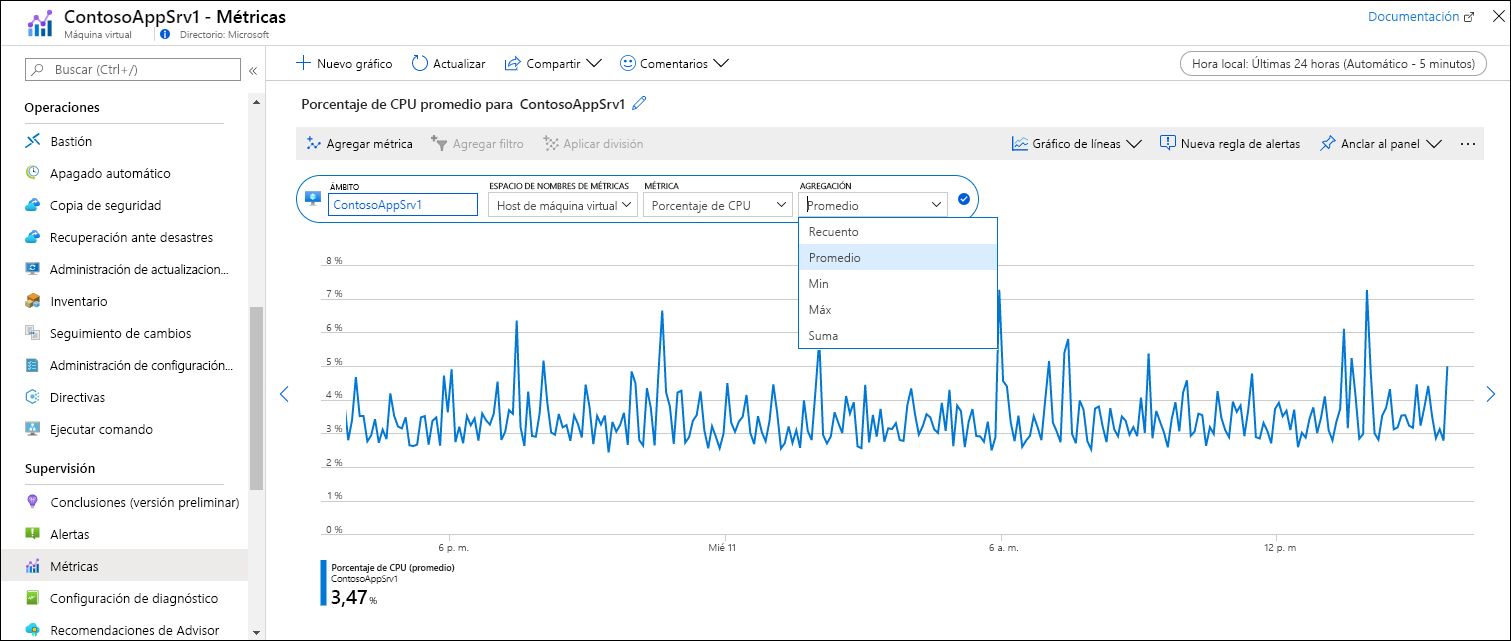 ContosoAppSrv1 - Métricas
Máquina virtual
Directorio: Microsoft
Documentación
Buscar (Ctrl+/)
«
Operaciones
Bastión
Apagado automático
Copia de seguridad
Recuperación ante desastres
Administración de actualizacion...
Inventario
Seguimiento de cambios
Administración de configuración...
Directivas
Ejecutar comando
Supervisión
Conclusiones (versión preliminar)
Alertas
Métricas
Configuración de diagnóstico
Recomendaciones de Advisor
Nuevo gráfico
Actualizar
Compartir
Comentarios
Hora local: Últimas 24 horas (Automático - 5 minutos)
Porcentaje de CPU promedio para ContosoAppSrv1
Agregar métrica
Agregar filtro
Aplicar división
Gráfico de líneas
Nueva regla de alertas
Anclar al panel
...
ÁMBITO
ContosoAppSrv1
ESPACIO DE NOMBRES DE MÉTRICAS
Host de máquina virtual
MÉTRICA
Porcentaje de CPU
AGREGACIÓN
Promedio
Recuento
Promedio
Min
Máx
Suma
8 %
7 %
6 %
5 %
4 %
3 %
2 %
1 %
0 %
6 p. m.
Mié 11
6 a. m.
12 p. m
Porcentaje de CPU (promedio)
ContosoAppSrv1
3,47 %